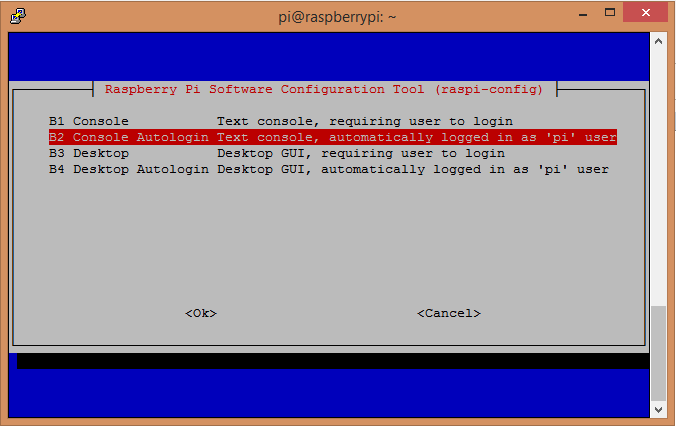 pi@raspberrypi: ~
Raspberry Pi Software Configuration Tool (raspi-config)
B1 Console Text console, requiring user to login
B2 Console Autologin Text console, automatically logged in as 'pi' user
B3 Desktop Desktop GUI, requiring user to login
B4 Desktop Autologin Desktop GUI, automatically logged in as 'pi' user
<Ok> <Cancel>